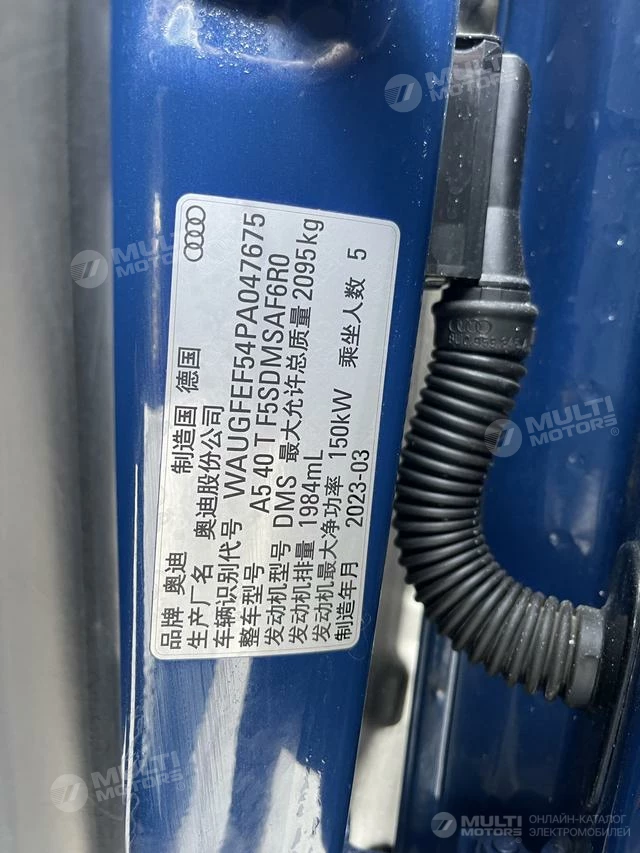 品牌 奥迪 制造国 德国
生产厂名 奥迪股份公司
车辆识别代号 WAUGFEF54PA047675
整车型号 A5 40 T F5SDMSAF6R0
发动机型号 DMS 最大允许总质量 2095kg
发动机排量 1984mL
发动机最大净功率 150kW 乘坐人数 5
制造年月 2023-03
MULTI MOTORS
MULTI MOTORS
MULTI MOTORS®
MULTI MOTORS
MULTI MOTORS
ОНЛАЙН-КАТАЛОГ
ЭЛЕКТРОМОБИЛЕЙ